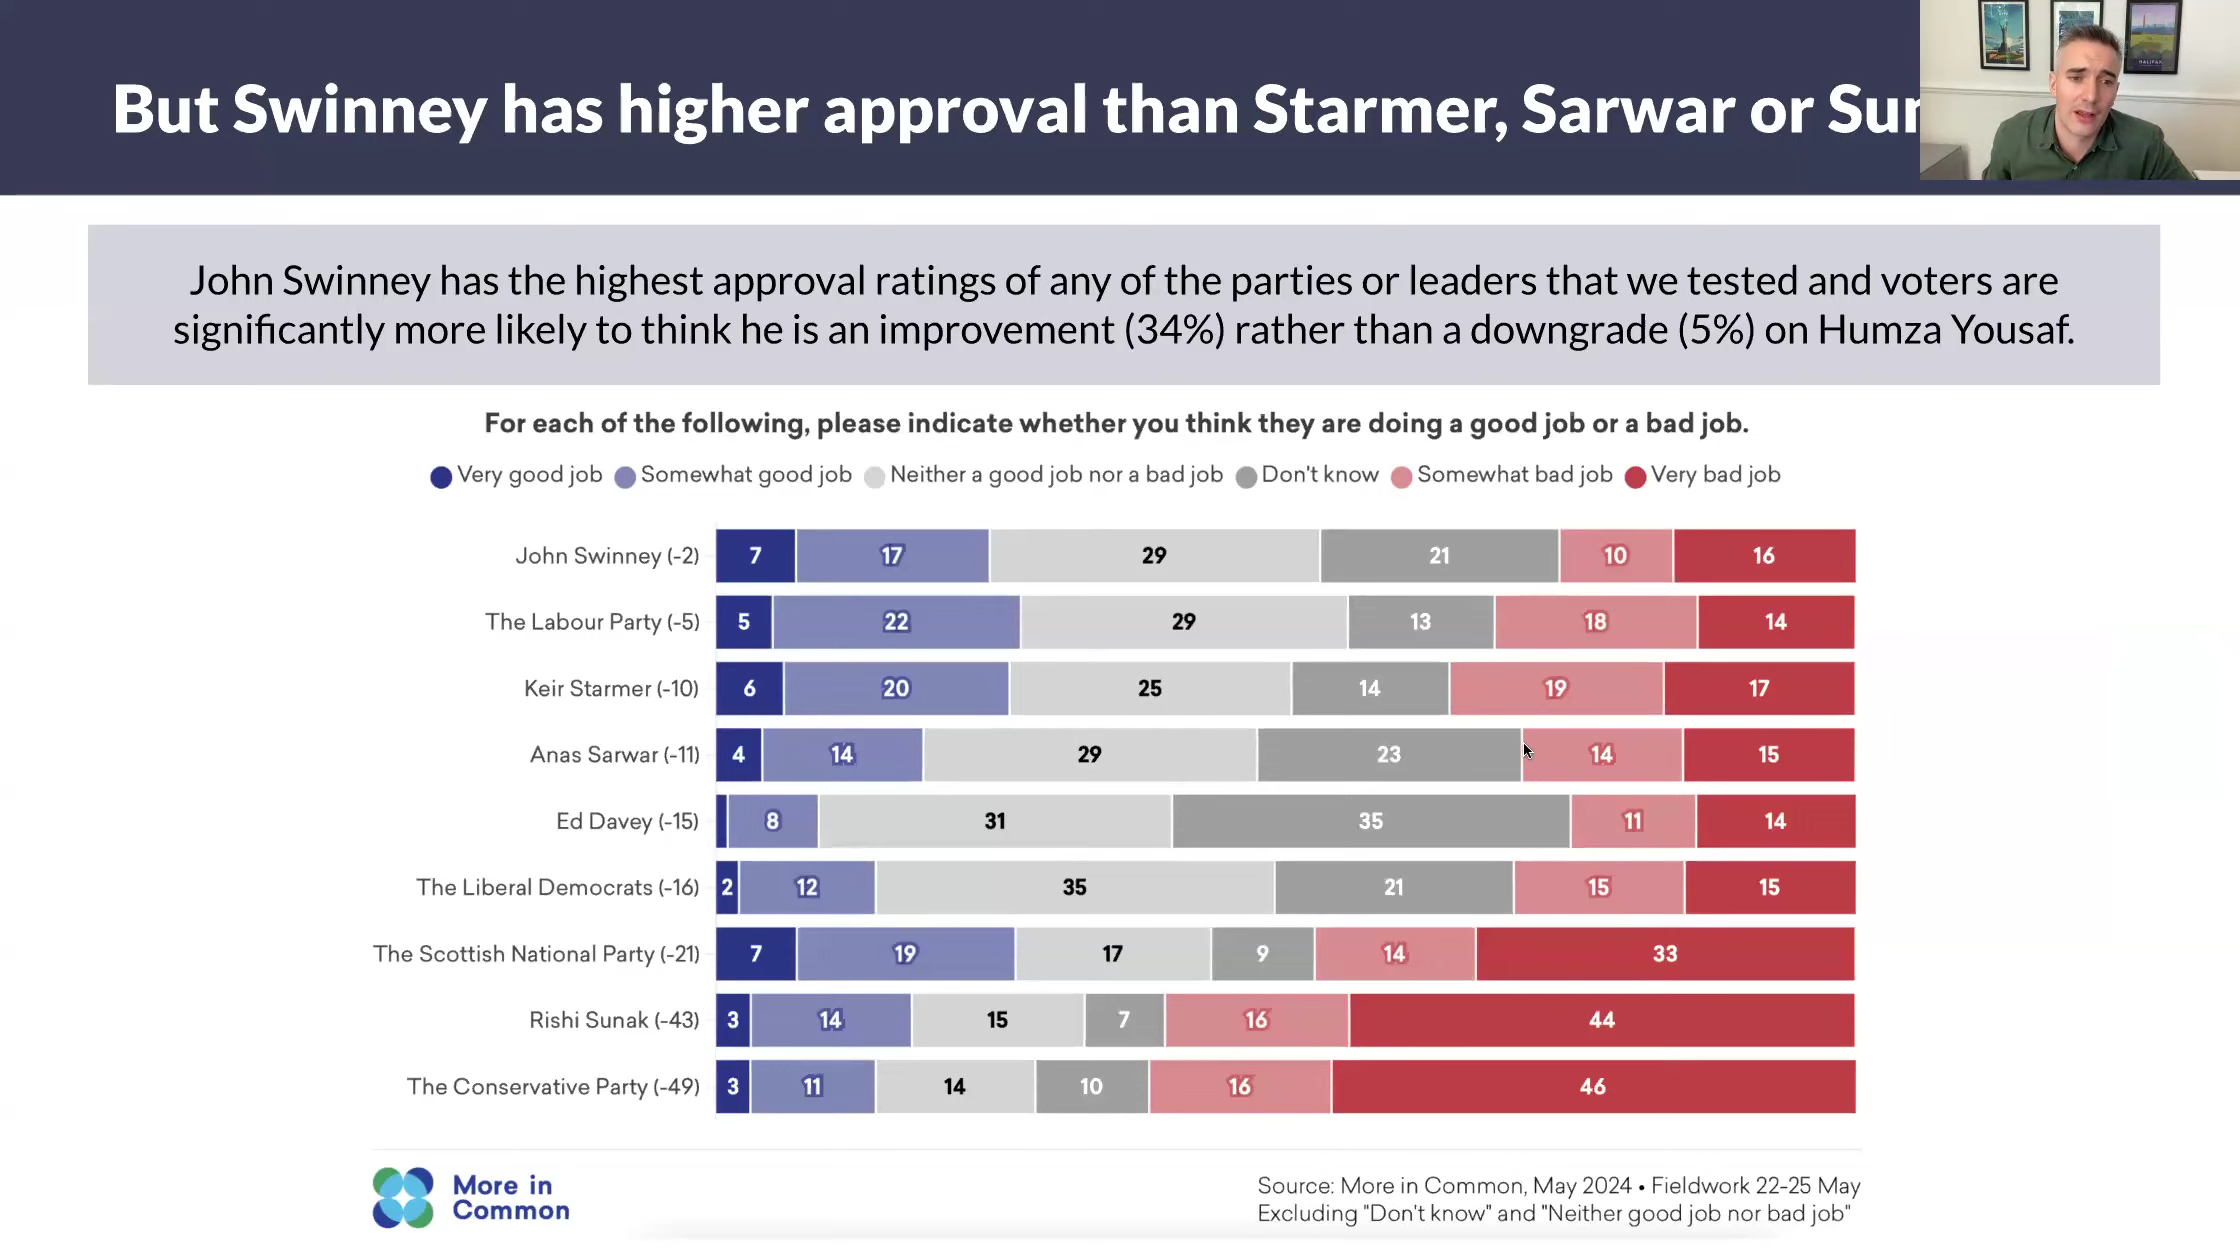 But Swinney has higher approval than Starmer, Sarwar or Sun
HALIFAX
John Swinney has the highest approval ratings of any of the parties or leaders that we tested and voters are
significantly more likely to think he is an improvement (34%) rather than a downgrade (5%) on Humza Yousaf.
For each of the following, please indicate whether you think they are doing a good job or a bad job.
Very good job Somewhat good job Neither a good job nor a bad job Don't know Somewhat bad job Very bad job
John Swinney (-2) 7 17 29 21 10 16
The Labour Party (-5) 5 22 29 13 18 14
Keir Starmer (-10) 6 20 25 14 19 17
Anas Sarwar (-11) 4 14 29 23 14 15
Ed Davey (-15) 8 31 35 11 14
The Liberal Democrats (-16) 2 12 35 21 15 15
The Scottish National Party (-21) 7 19 17 9 14 33
Rishi Sunak (-43) 3 14 15 7 16 44
The Conservative Party (-49) 3 11 14 10 16 46
More in
Common
Source: More in Common, May 2024 • Fieldwork 22-25 May
Excluding "Don't know" and "Neither good job nor bad job"